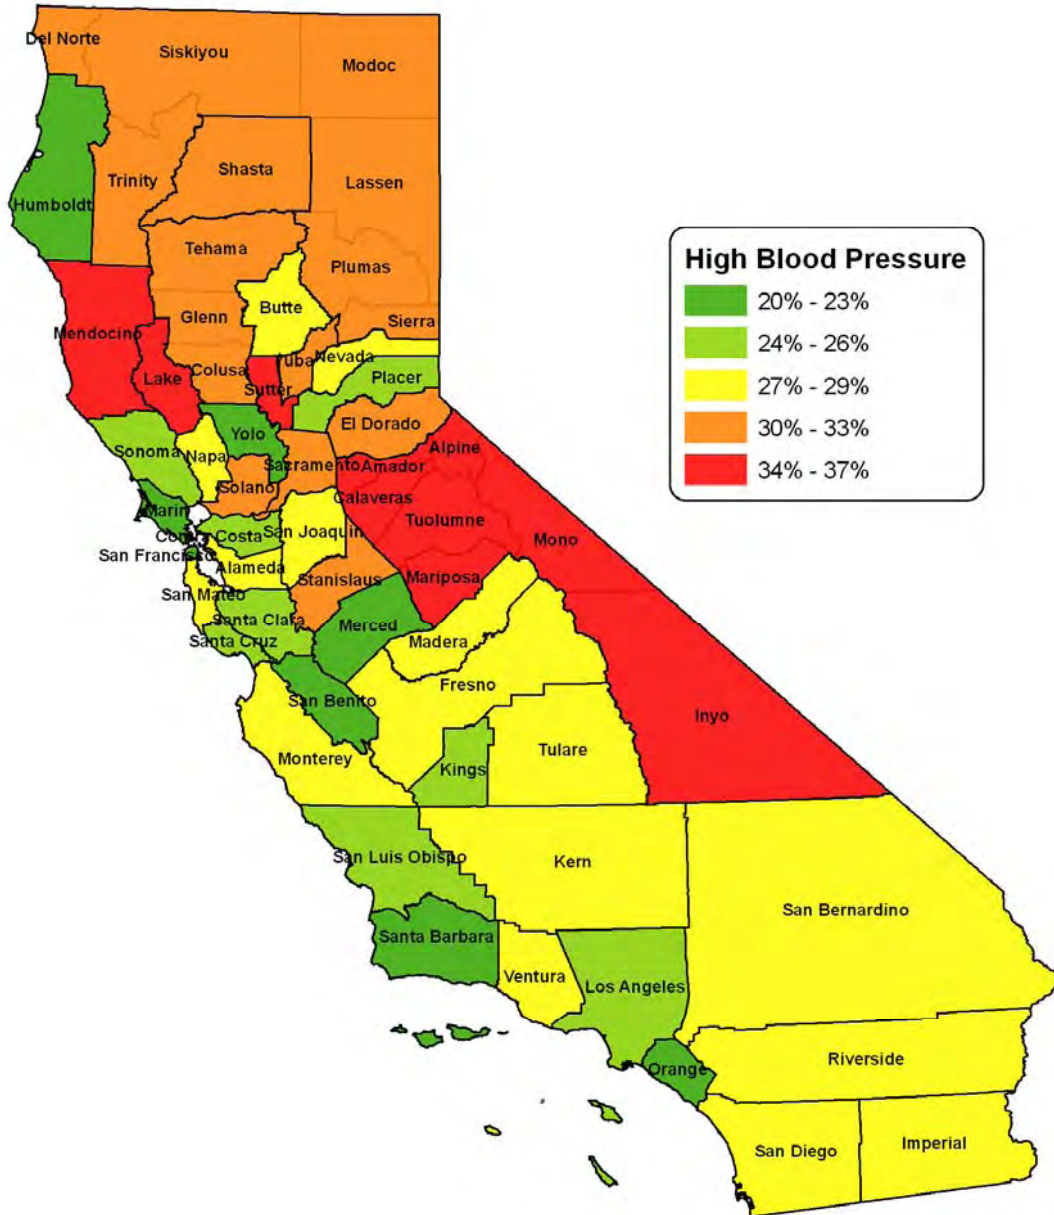 Del Norte
Siskiyou
Modoc
Shasta
Trinity
Lassen
Humboldt
Tehama
Plumas
High Blood Pressure
20% - 23%
24% - 26%
27% - 29%
30% - 33%
34% - 37%
Butte
Glenn
Sierra
Mendocino
Nevada
Colusa
Lake
Placer
Sutter
El Dorado
Yolo
Sonoma
Napa
Alpine
Sacramento
Amador
Solano
Calaveras
Marin
Tuolumne
San Joaquin
Costa
Mono
San Francisco
Alameda
Stanislaus
Mariposa
San Mateo
Santa Clara
Merced
Santa Cruz
Madera
Fresno
San Benito
Inyo
Monterey
Tulare
Kings
San Luis Obispo
Kern
San Bernardino
Santa Barbara
Ventura
Los Angeles
Riverside
Orange
San Diego
Imperial